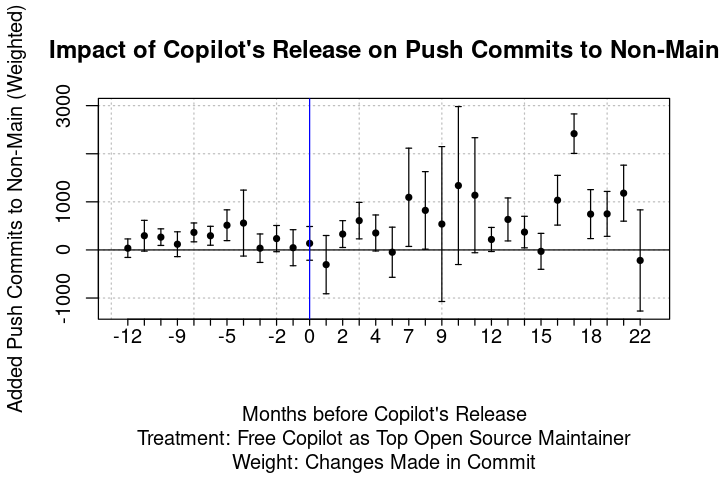 Impact of Copilot's Release on Push Commits to Non-Main
Added Push Commits to Non-Main (Weighted)
3000
1000
0
-1000
-12 -9 -5 -2 0 2 4 7 9 12 15 18 22
Months before Copilot's Release
Treatment: Free Copilot as Top Open Source Maintainer
Weight: Changes Made in Commit